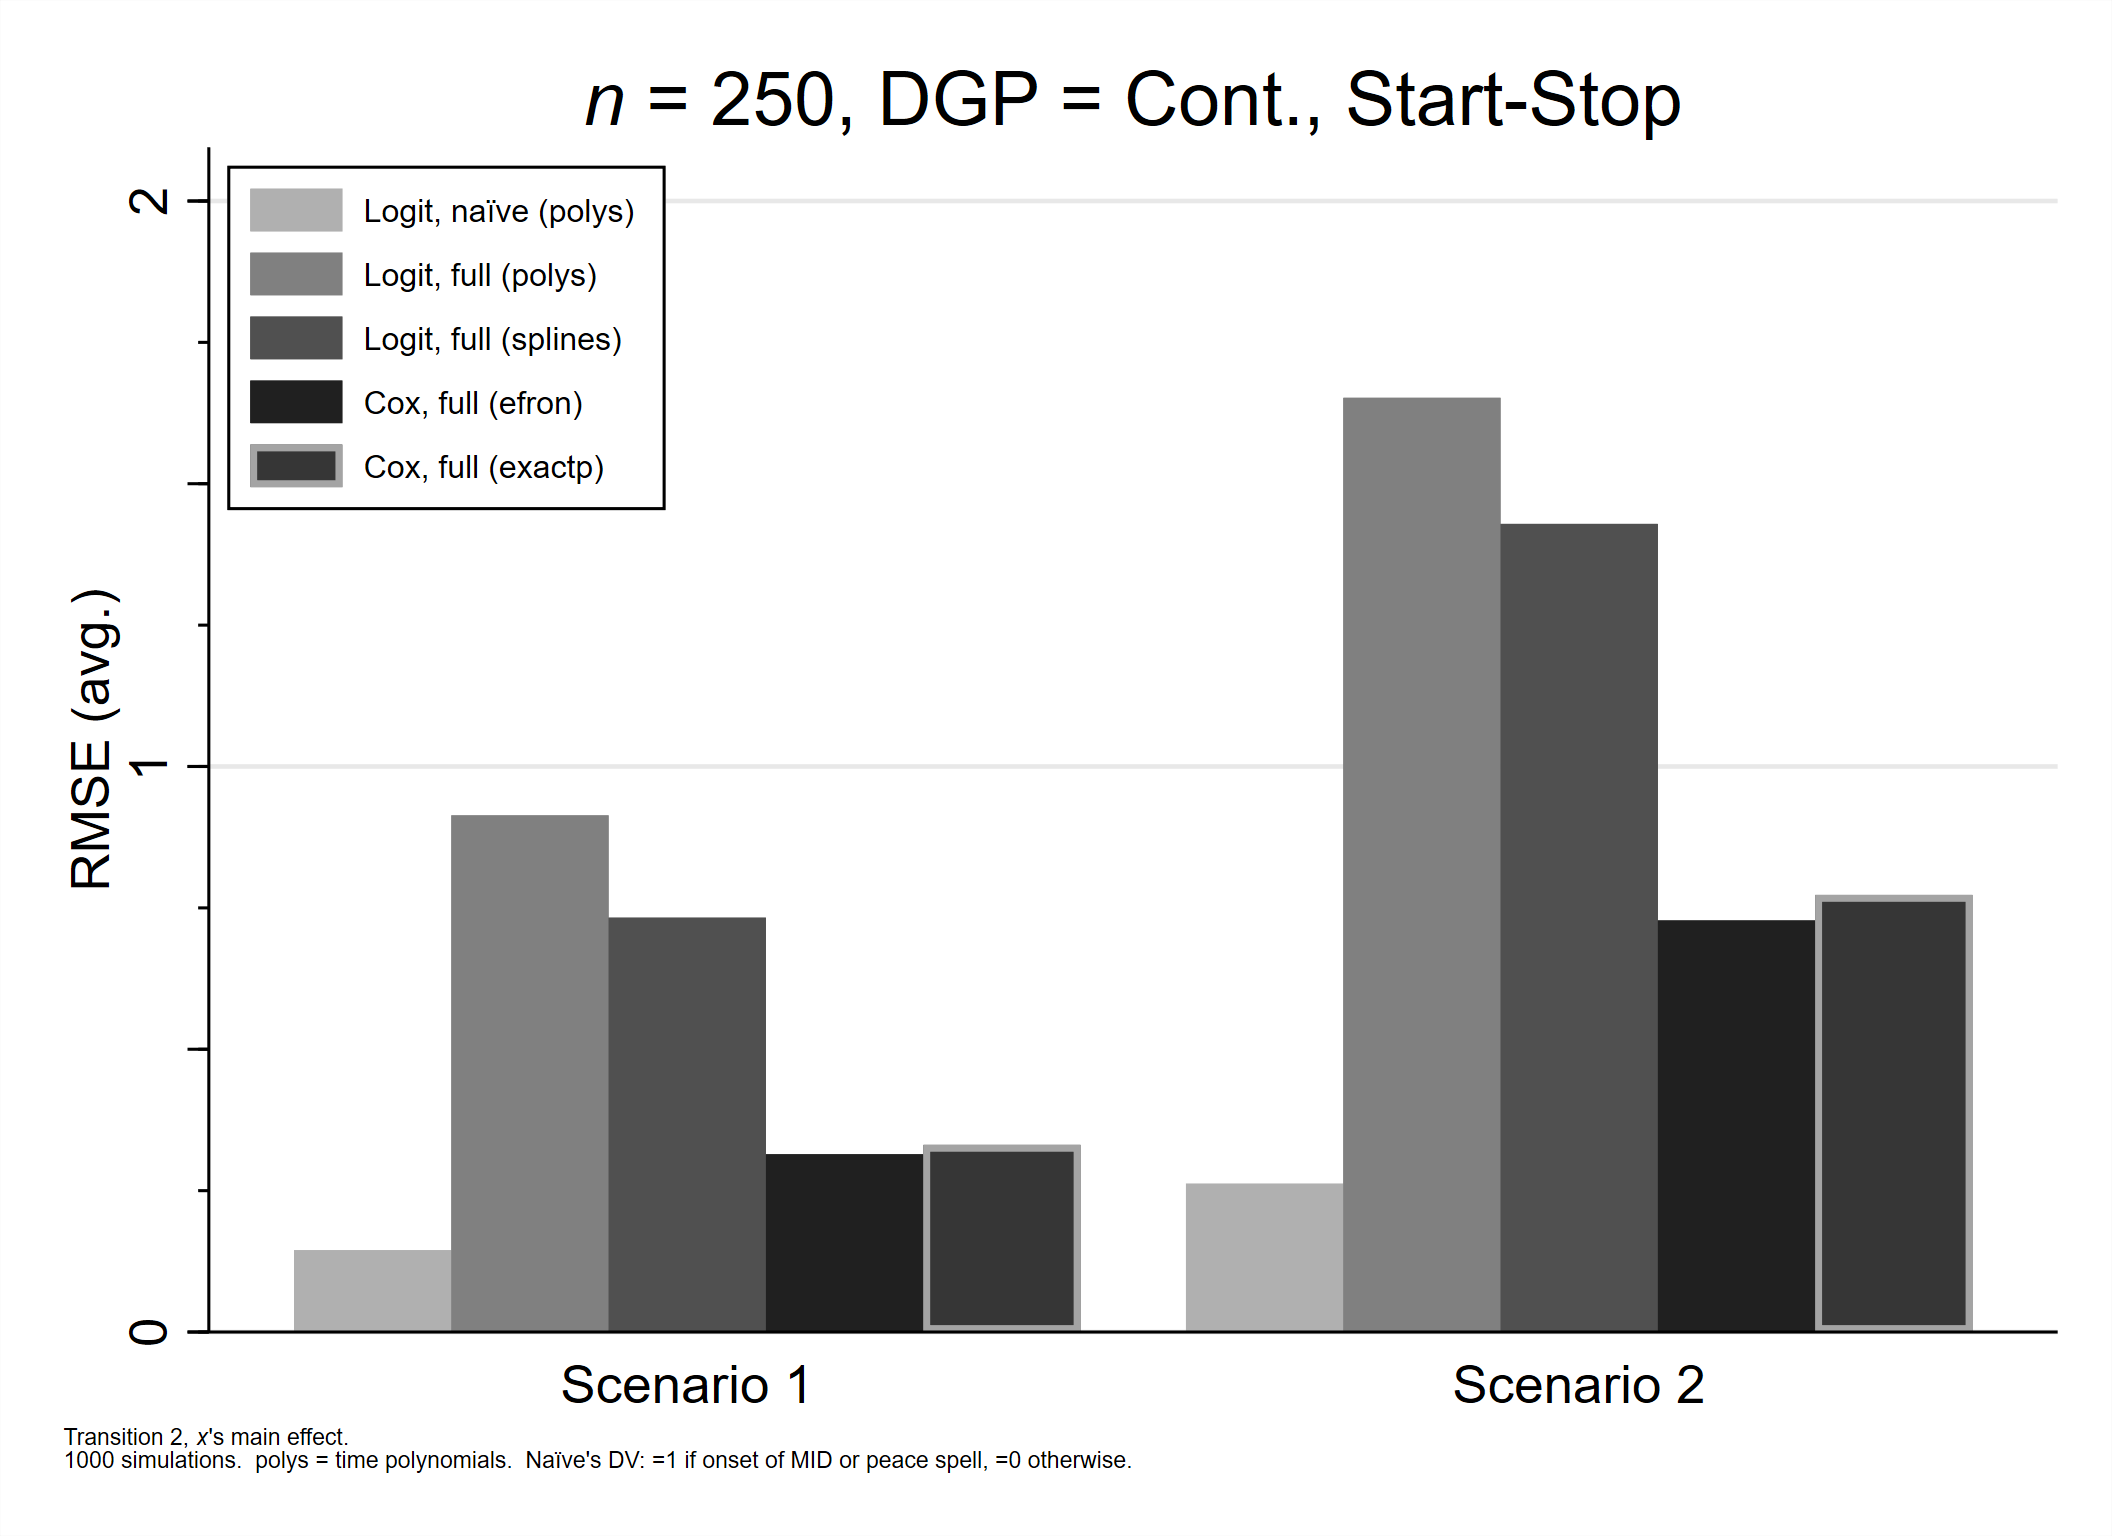 n = 250, DGP = Cont., Start-Stop
Logit, naïve (polys)
Logit, full (polys)
Logit, full (splines)
Cox, full (efron)
Cox, full (exactp)
RMSE (avg.)
2
1
0
Scenario 1
Scenario 2
Transition 2, x's main effect.
1000 simulations.  polys = time polynomials.  Naïve's DV: =1 if onset of MID or peace spell, =0 otherwise.